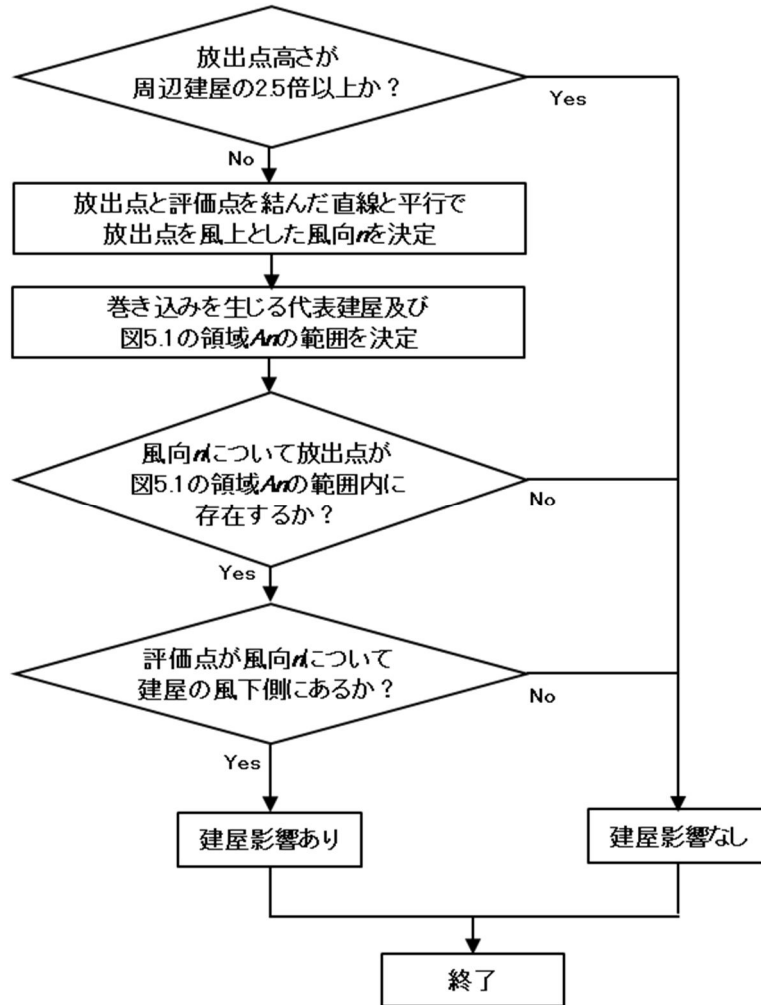 放出点高さが
周辺建屋の2.5倍以上か？
Yes
No
放出点と評価点を結んだ直線と平行で
放出点を風上とした風向nを決定
巻き込みを生じる代表建屋及び
図5.1の領域Anの範囲を決定
風向nについて放出点が
図5.1の領域Anの範囲内に
存在するか？
No
Yes
評価点が風向nについて
建屋の風下側にあるか？
No
Yes
建屋影響あり
建屋影響なし
終了